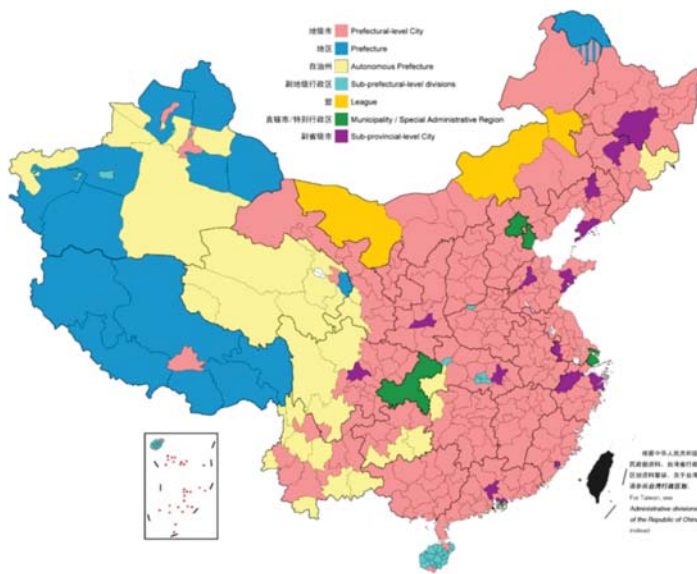 地级市 Prefectural-level City
地区 Prefecture
自治州 Autonomous Prefecture
副地级行政区 Sub-prefectural-level divisions
盟 League
直辖市/特别行政区 Municipality / Special Administrative Region
副省级市 Sub-provincial-level City
For Taiwan, see
Administrative divisions
of the Republic of China
instead.